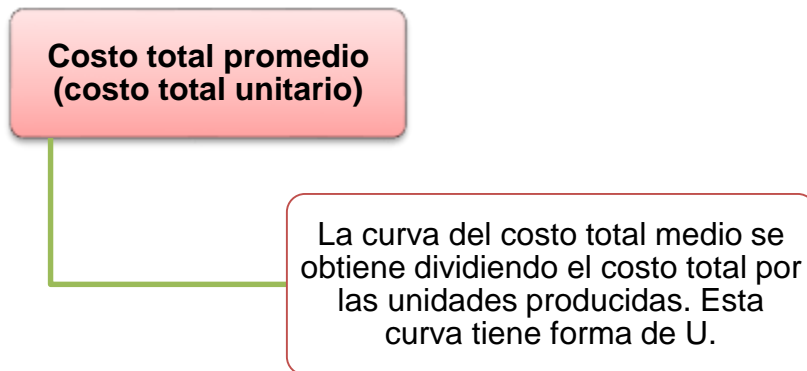 Costo total promedio
(costo total unitario)
La curva del costo total medio se
obtiene dividiendo el costo total por
las unidades producidas. Esta
curva tiene forma de U.